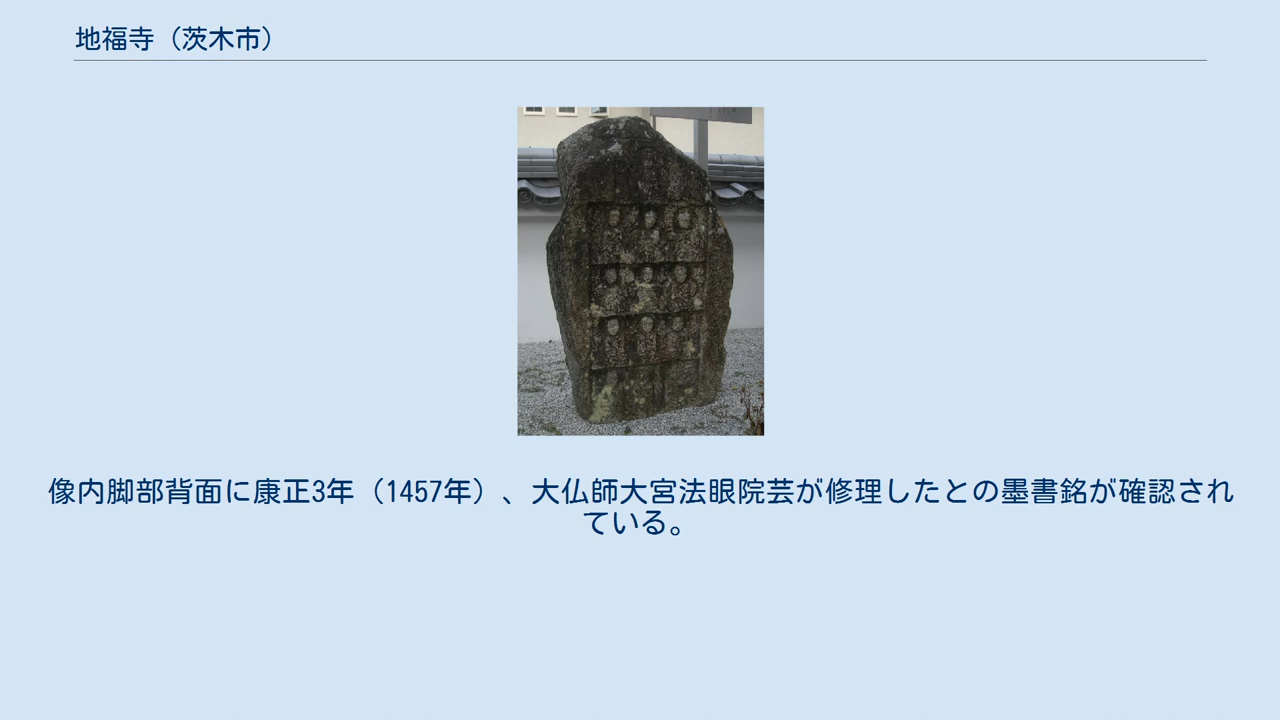 地福寺（茨木市）
像内脚部背面に康正3年（1457年）、大仏師大宮法眼院芸が修理したとの墨書銘が確認され
ている。